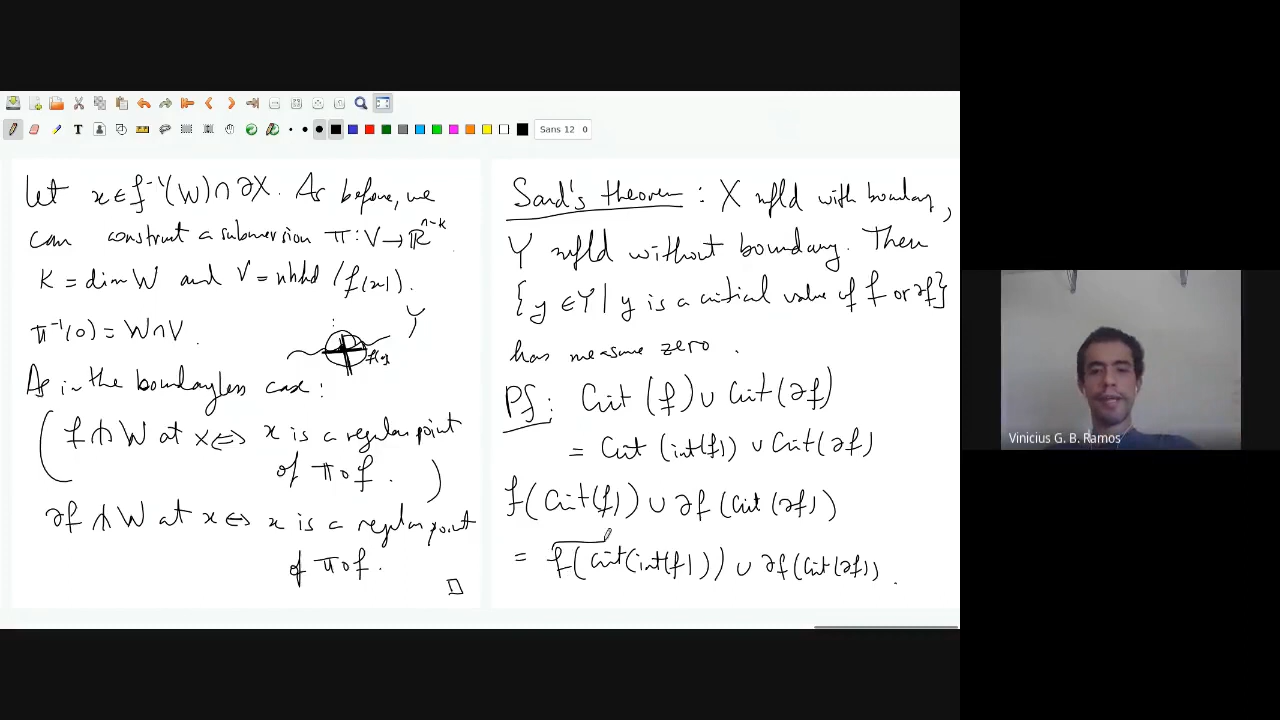 Sans 12 0
Let x ∈ f⁻¹(W) ∩ ∂X. As before, we
can construct a submersion π: V → ℝⁿ⁻ᵏ
K = dim W and V = nhbd / f(x).
π⁻¹(0) = W ∩ V.
Y
f(x)
As in the boundaryless case:
( f ⋔ W at x ⇔ x is a regular point
of π o f. )
∂f ⋔ W at x ⇔ x is a regular point
of π o f.
□
Sard's theorem: X mfld with boundary,
Y mfld without boundary. Then
{y ∈ Y | y is a critical value of f or ∂f}
has measure zero.
Pf: Crit (f) ∪ Crit (∂f)
= Crit (int(f)) ∪ Crit(∂f)
f(Crit(f)) ∪ ∂f (Crit (∂f))
= f(Crit(int(f))) ∪ ∂f(Crit(∂f)).
Vinicius G. B. Ramos